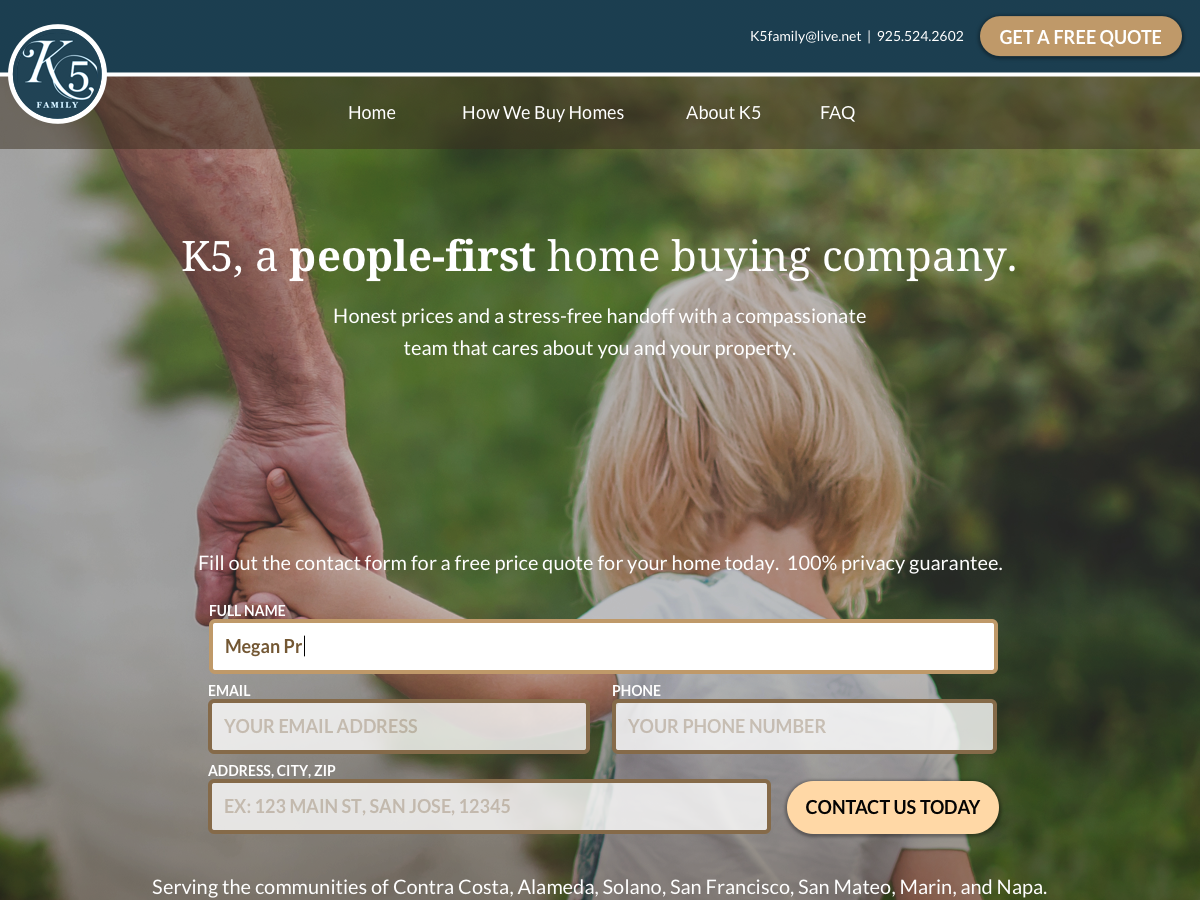 K5family@live.net | 925.524.2602
GET A FREE QUOTE
K5
FAMILY
Home
How We Buy Homes
About K5
FAQ
K5, a people-first home buying company.
Honest prices and a stress-free handoff with a compassionate
team that cares about you and your property.
Fill out the contact form for a free price quote for your home today. 100% privacy guarantee.
FULL NAME
Megan Pr
EMAIL
PHONE
YOUR EMAIL ADDRESS
YOUR PHONE NUMBER
ADDRESS, CITY, ZIP
EX: 123 MAIN ST, SAN JOSE, 12345
CONTACT US TODAY
Serving the communities of Contra Costa, Alameda, Solano, San Francisco, San Mateo, Marin, and Napa.